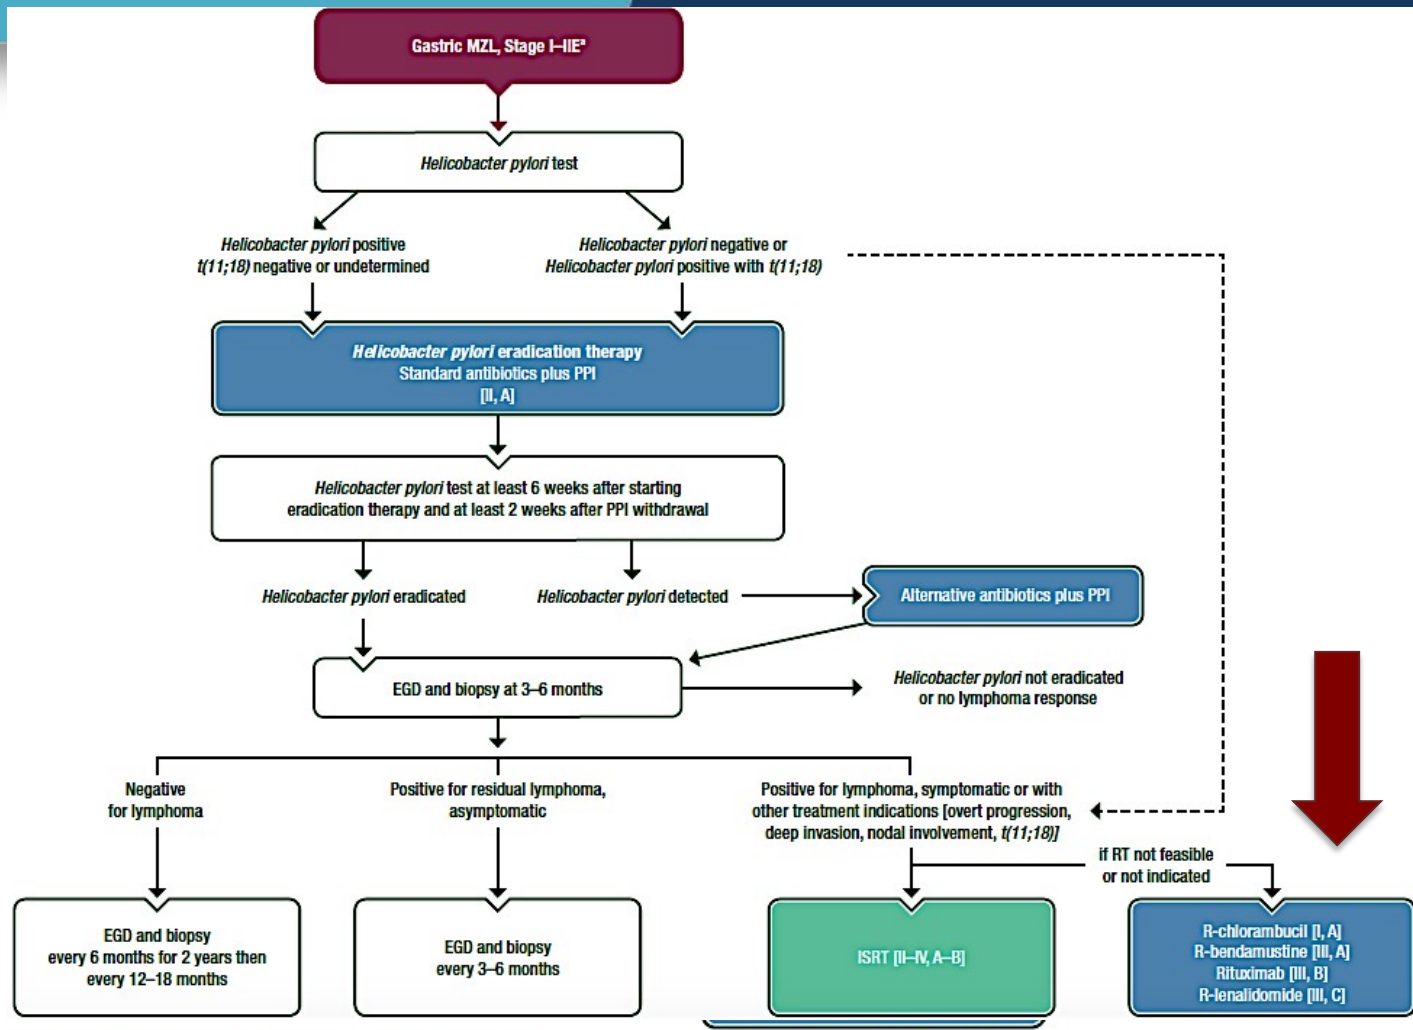 Gastric MZL, Stage I–IIEª
Helicobacter pylori test
Helicobacter pylori positive
t(11;18) negative or undetermined
Helicobacter pylori negative or
Helicobacter pylori positive with t(11;18)
Helicobacter pylori eradication therapy
Standard antibiotics plus PPI
[II, A]
Helicobacter pylori test at least 6 weeks after starting
eradication therapy and at least 2 weeks after PPI withdrawal
Helicobacter pylori eradicated
Helicobacter pylori detected
Alternative antibiotics plus PPI
EGD and biopsy at 3–6 months
Helicobacter pylori not eradicated
or no lymphoma response
Negative
for lymphoma
Positive for residual lymphoma,
asymptomatic
Positive for lymphoma, symptomatic or with
other treatment indications [overt progression,
deep invasion, nodal involvement, t(11;18)]
if RT not feasible
or not indicated
EGD and biopsy
every 6 months for 2 years then
every 12–18 months
EGD and biopsy
every 3–6 months
ISRT [II–IV, A–B]
R-chlorambucil [I, A]
R-bendamustine [III, A]
Rituximab [III, B]
R-lenalidomide [III, C]